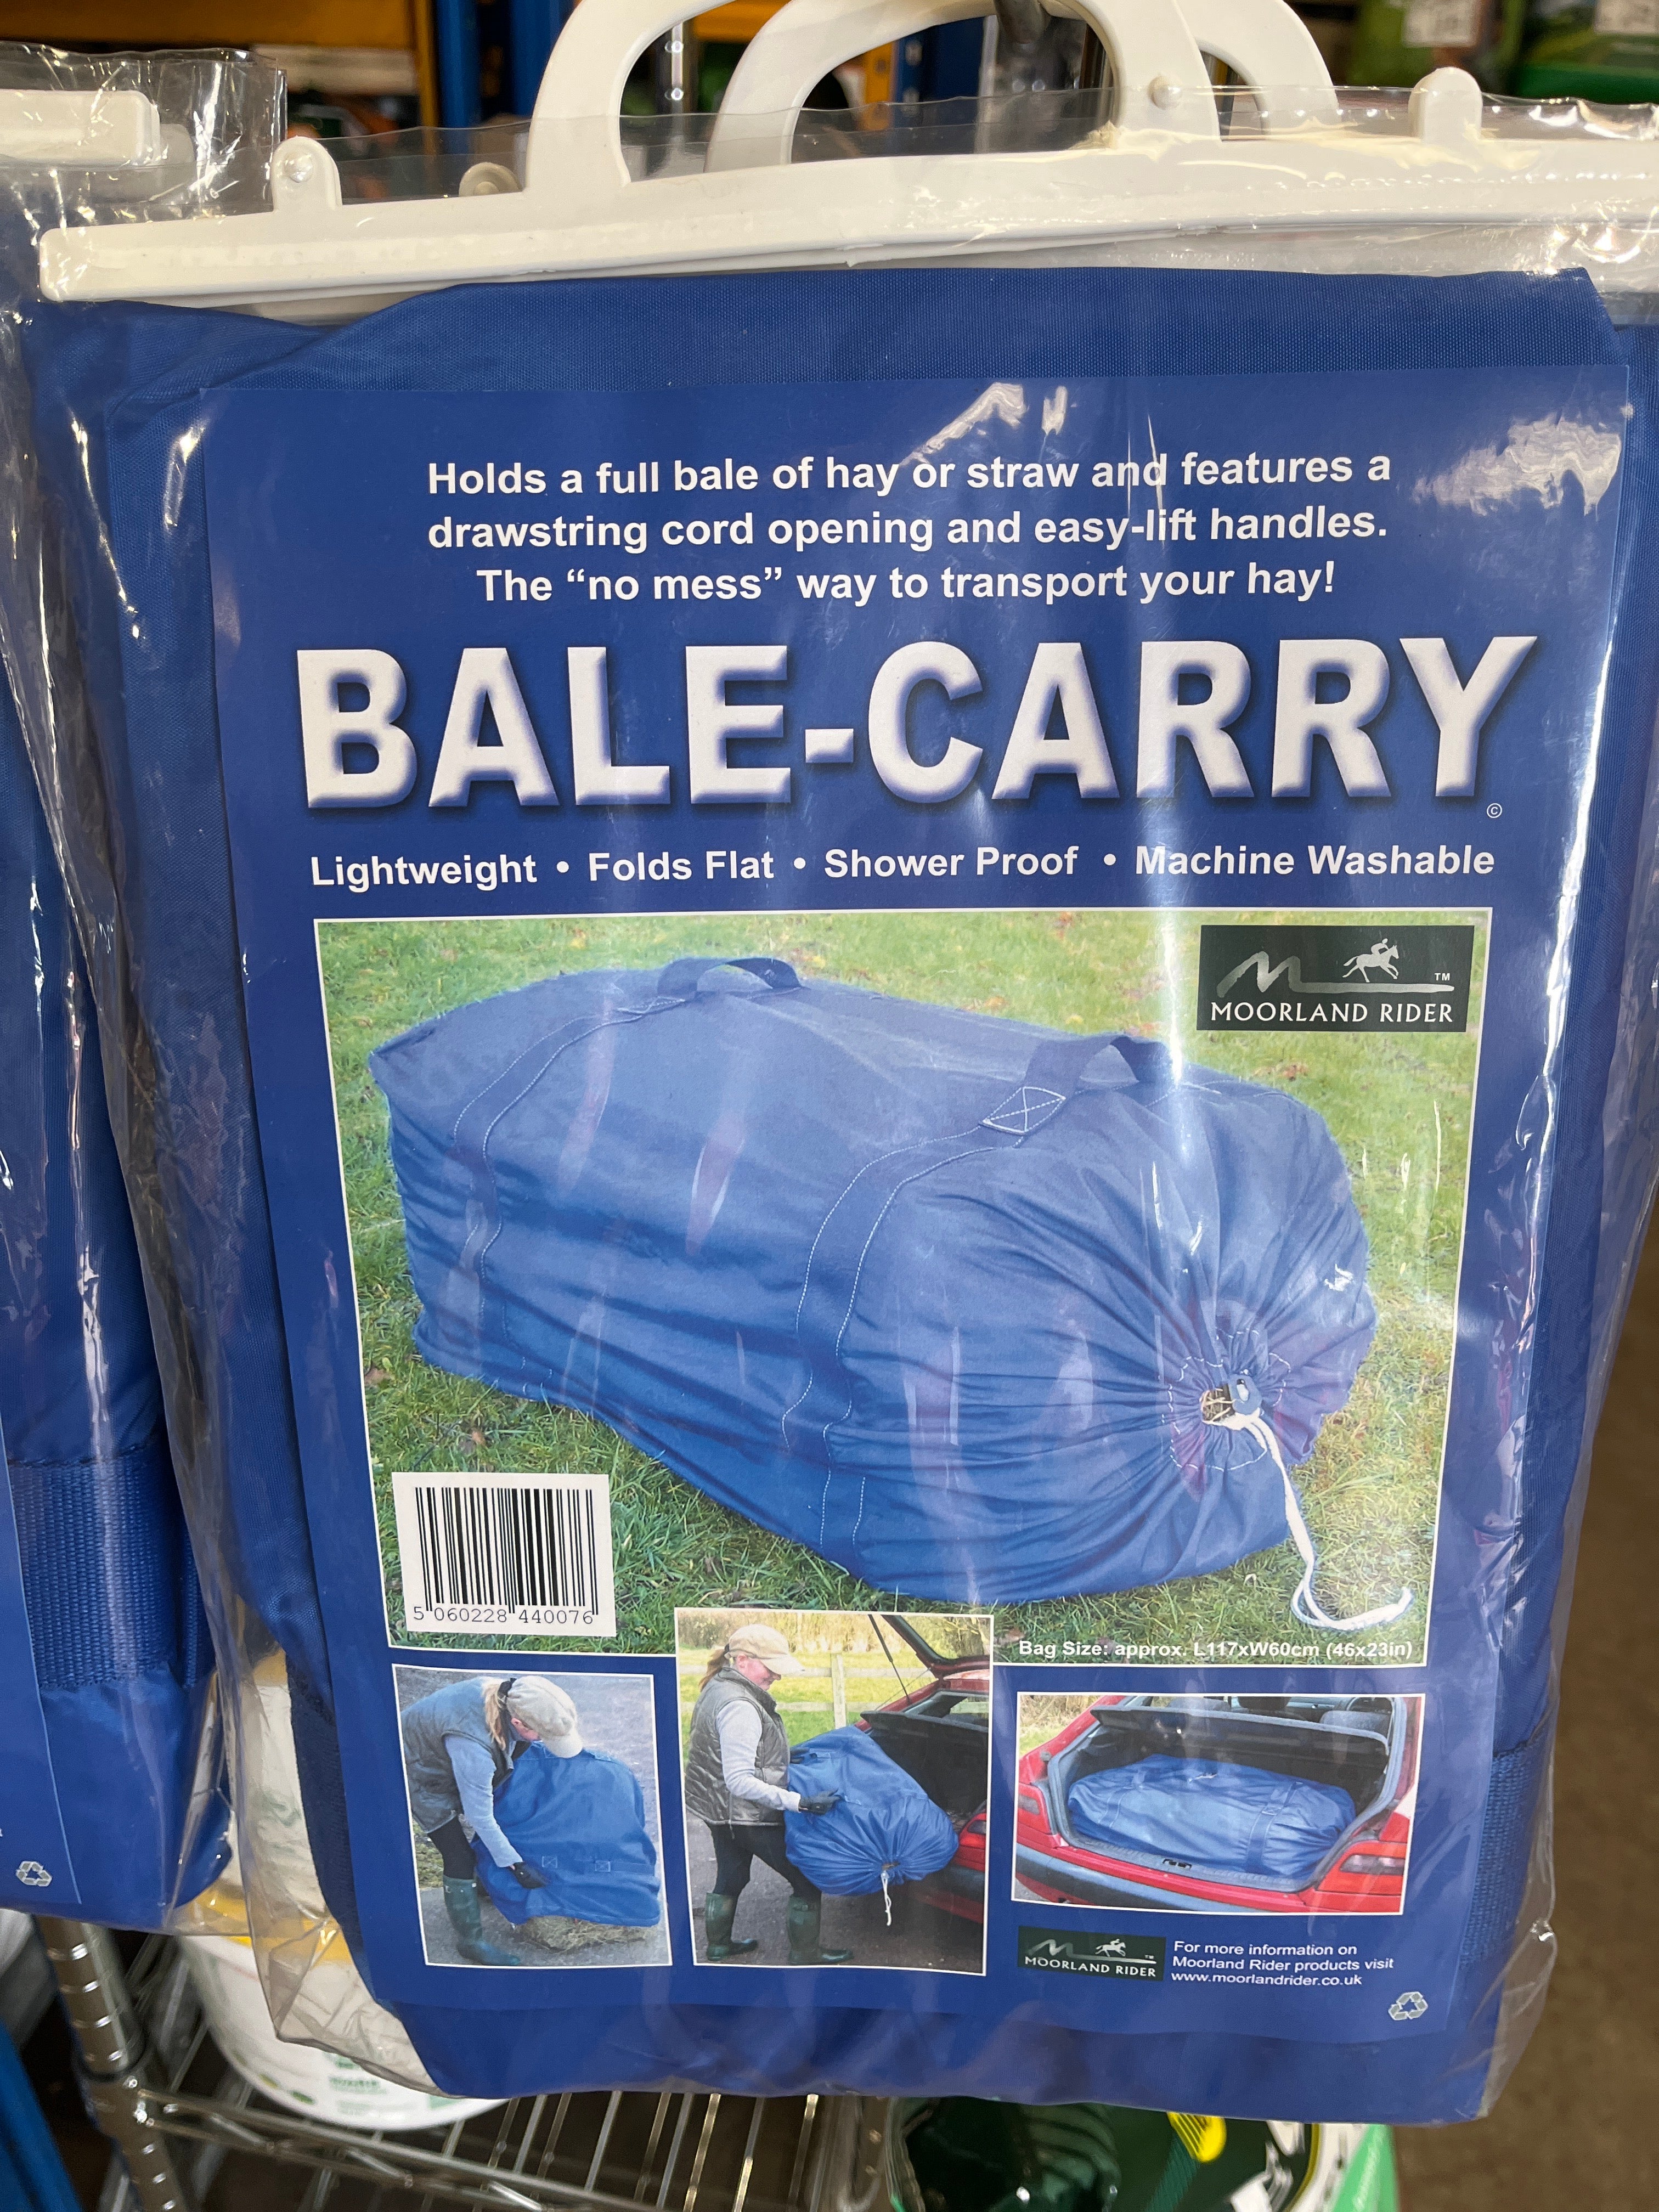 Holds a full bale of hay or straw and features a
drawstring cord opening and easy-lift handles.
The “no mess” way to transport your hay!
BALE-CARRY
©
Lightweight • Folds Flat • Shower Proof • Machine Washable
TM
MOORLAND RIDER
5 060228 440076
Bag Size: approx. L117xW60cm (46x23in)
MOORLAND RIDER
For more information on
Moorland Rider products visit
www.moorlandrider.co.uk